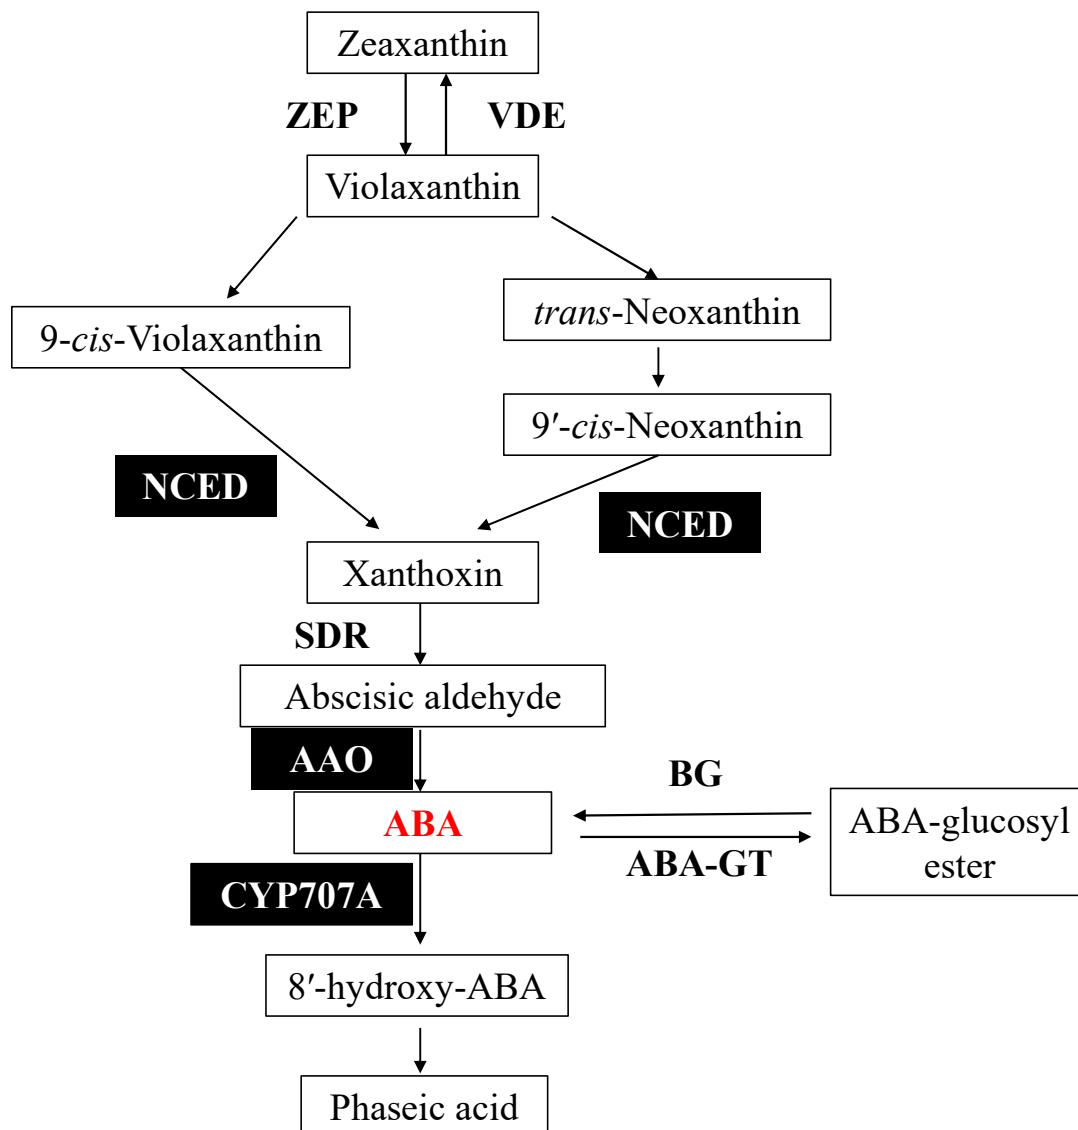 Zeaxanthin
ZEP
VDE
Violaxanthin
9-cis-Violaxanthin
trans-Neoxanthin
9′-cis-Neoxanthin
NCED
NCED
Xanthoxin
SDR
Abscisic aldehyde
AAO
BG
ABA
ABA-glucosyl
ester
ABA-GT
CYP707A
8′-hydroxy-ABA
Phaseic acid